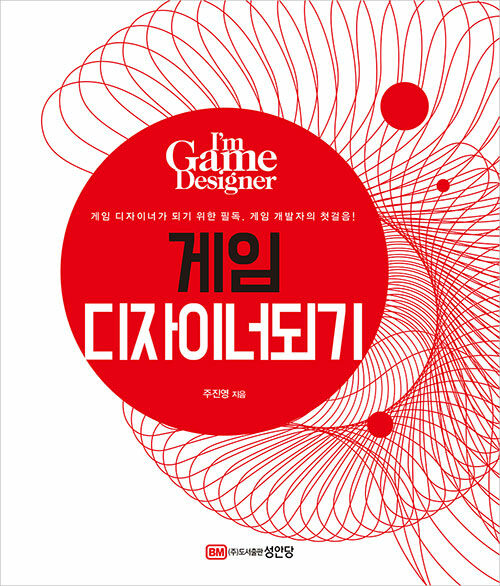 I'm
Game
Designer
게임 디자이너가 되기 위한 필독, 게임 개발자의 첫걸음!
게임
디자이너되기
주진영 지음
BM (주)도서출판 성안당